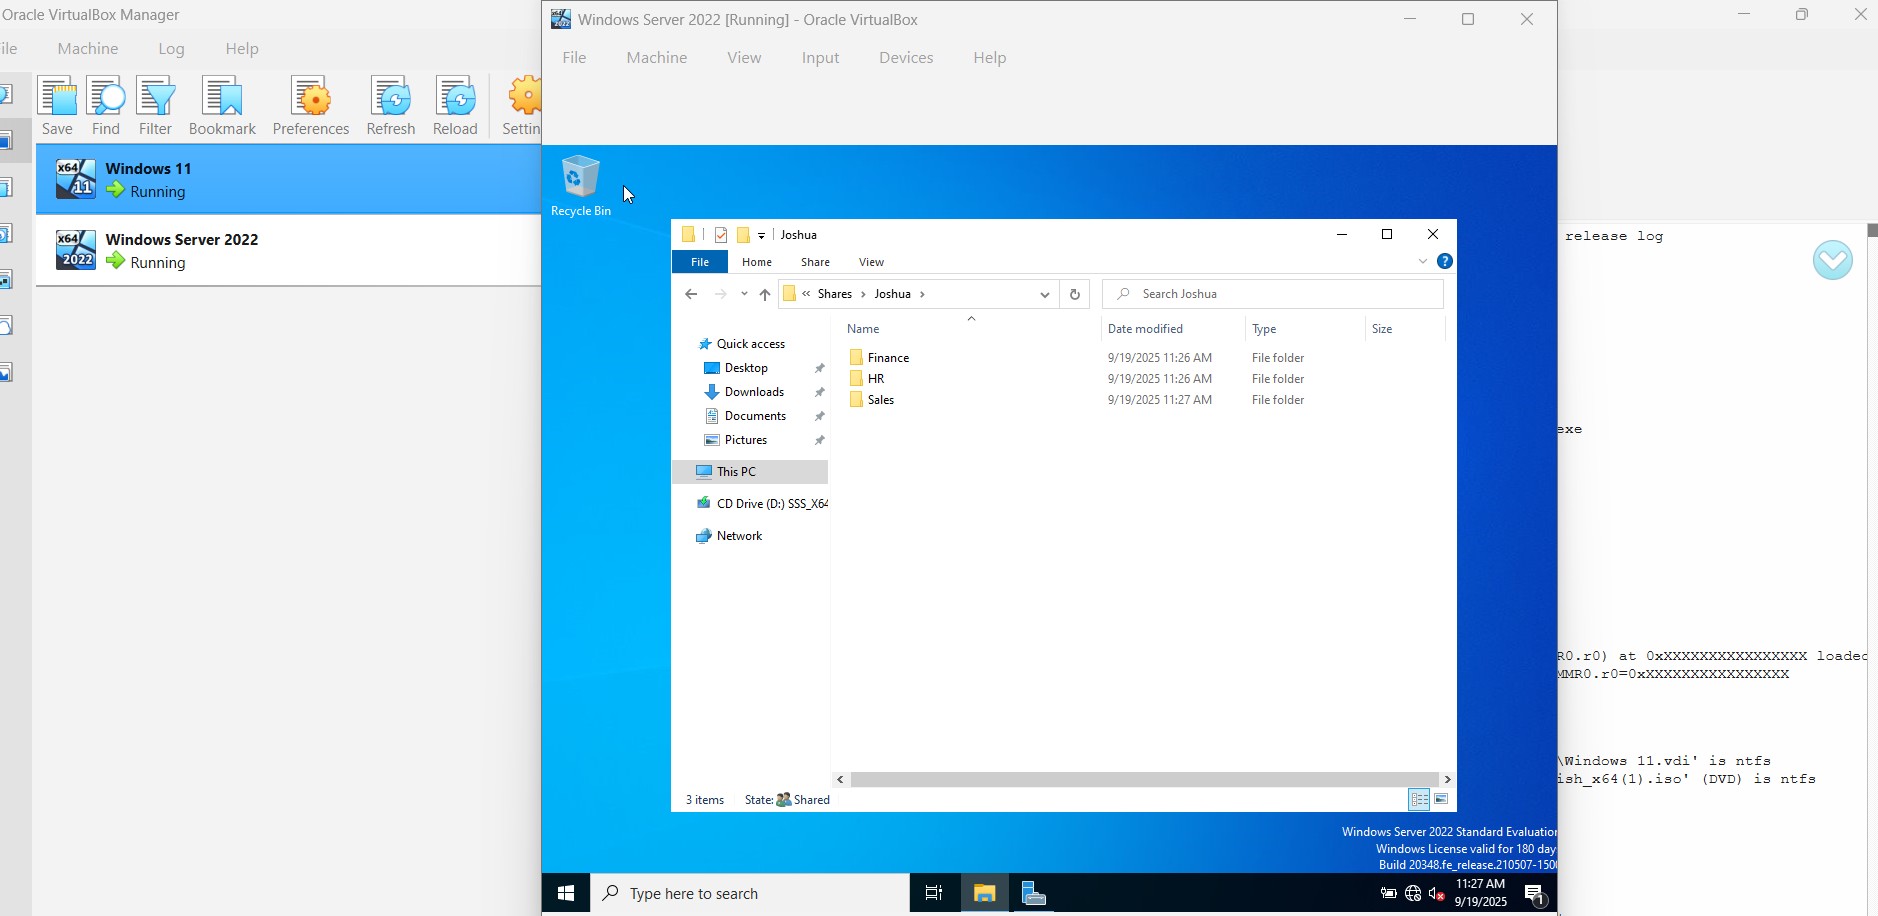 Oracle VirtualBox Manager
ile Machine Log Help
Save Find Filter Bookmark Preferences Refresh Reload Settin
x64 11 Windows 11
Running
x64 2022 Windows Server 2022
Running
Windows Server 2022 [Running] - Oracle VirtualBox
File Machine View Input Devices Help
Recycle Bin
Joshua
File Home Share View
« Shares › Joshua › Search Joshua
Name Date modified Type Size
Quick access
Desktop
Downloads
Documents
Pictures
This PC
CD Drive (D:) SSS_X64
Network
Finance 9/19/2025 11:26 AM File folder
HR 9/19/2025 11:26 AM File folder
Sales 9/19/2025 11:27 AM File folder
3 items State: Shared
Windows Server 2022 Standard Evaluation
Windows License valid for 180 day
Build 20348.fe_release.210507-150
Type here to search
11:27 AM
9/19/2025
1
release log
exe
R0.r0) at 0xXXXXXXXXXXXXXXXX loaded
MMR0.r0=0xXXXXXXXXXXXXXXXX
\Windows 11.vdi' is ntfs
ish_x64(1).iso' (DVD) is ntfs